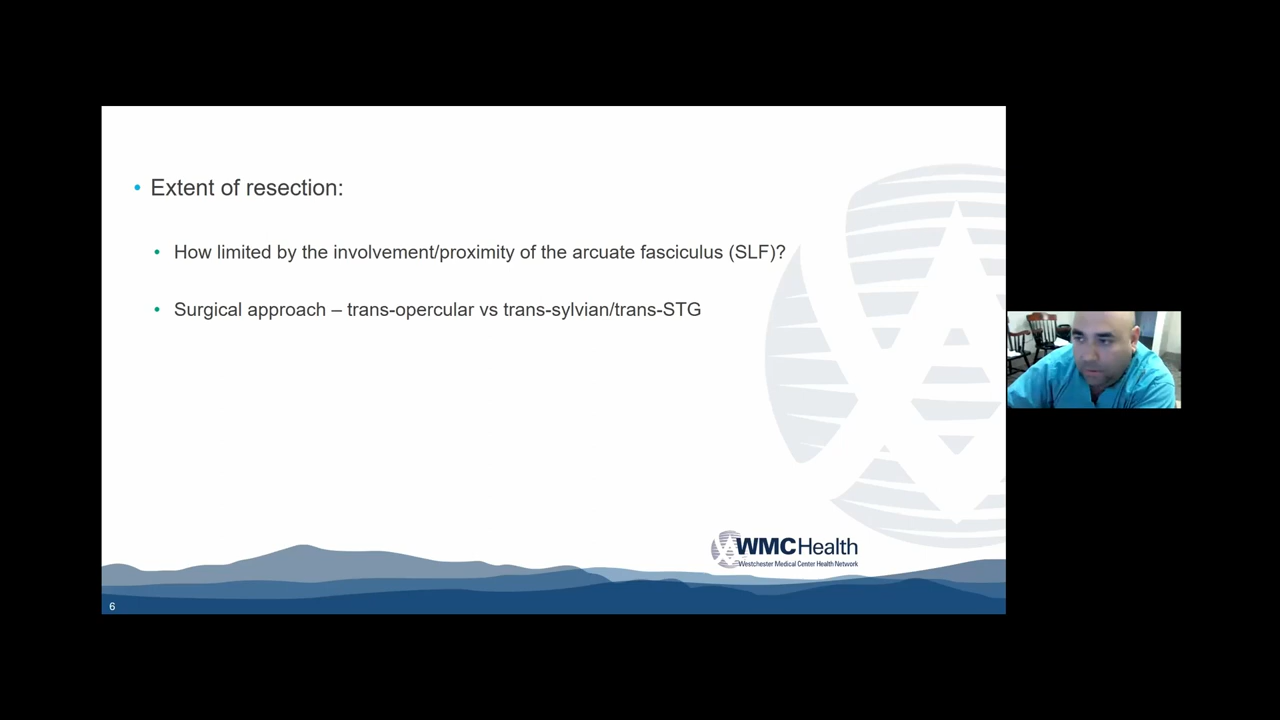 • Extent of resection:
• How limited by the involvement/proximity of the arcuate fasciculus (SLF)?
• Surgical approach – trans-opercular vs trans-sylvian/trans-STG
WMCHealth
Westchester Medical Center Health Network
6